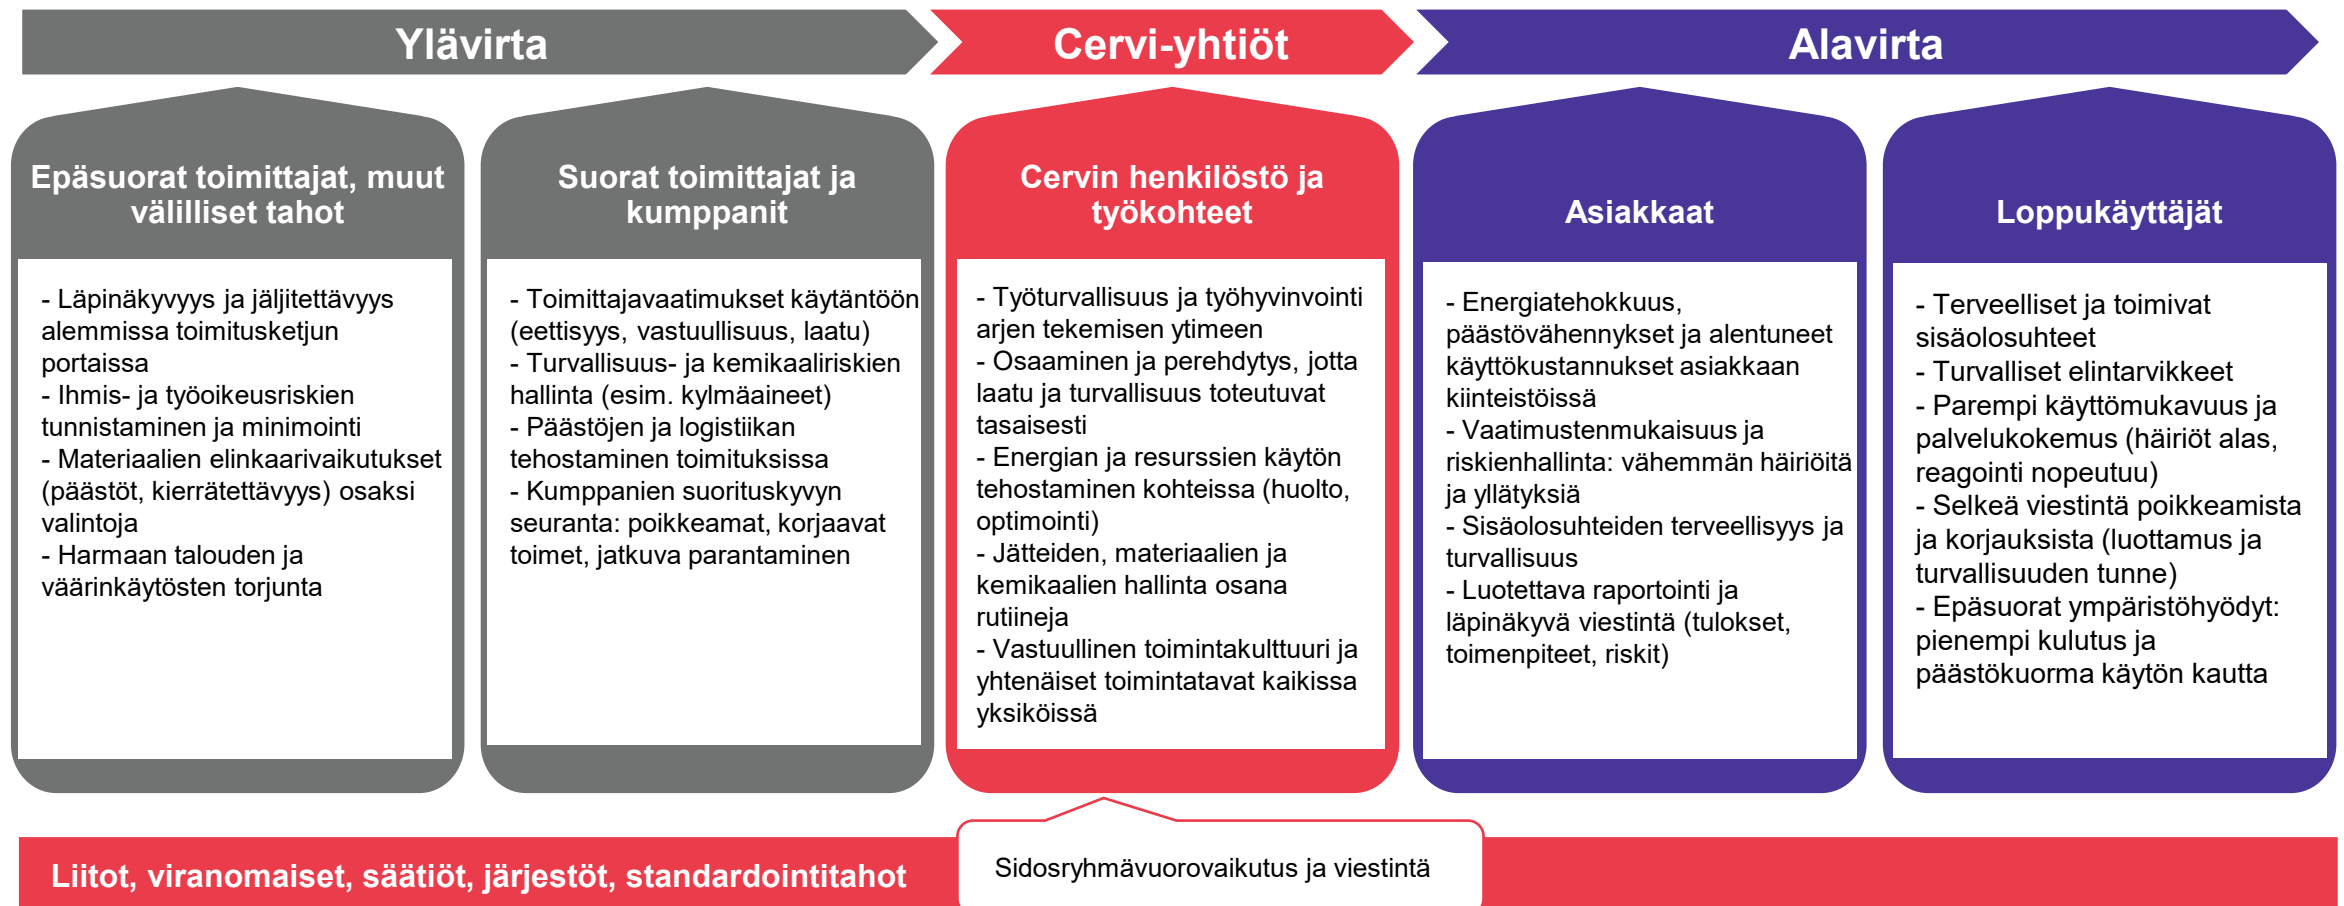 Ylävirta
Cervi-yhtiöt
Alavirta
Epäsuorat toimittajat, muut
välilliset tahot
- Läpinäkyvyys ja jäljitettävyys
alemmissa toimitusketjun
portaissa
- Ihmis- ja työoikeusriskien
tunnistaminen ja minimointi
- Materiaalien elinkaarivaikutukset
(päästöt, kierrätettävyys) osaksi
valintoja
- Harmaan talouden ja
väärinkäytösten torjunta
Suorat toimittajat ja
kumppanit
- Toimittajavaatimukset käytäntöön
(eettisyys, vastuullisuus, laatu)
- Turvallisuus- ja kemikaaliriskien
hallinta (esim. kylmäaineet)
- Päästöjen ja logistiikan
tehostaminen toimituksissa
- Kumppanien suorituskyvyn
seuranta: poikkeamat, korjaavat
toimet, jatkuva parantaminen
Cervin henkilöstö ja
työkohteet
- Työturvallisuus ja työhyvinvointi
arjen tekemisen ytimeen
- Osaaminen ja perehdytys, jotta
laatu ja turvallisuus toteutuvat
tasaisesti
- Energian ja resurssien käytön
tehostaminen kohteissa (huolto,
optimointi)
- Jätteiden, materiaalien ja
kemikaalien hallinta osana
rutiineja
- Vastuullinen toimintakulttuuri ja
yhtenäiset toimintatavat kaikissa
yksiköissä
Asiakkaat
- Energiatehokkuus,
päästövähennykset ja alentuneet
käyttökustannukset asiakkaan
kiinteistöissä
- Vaatimustenmukaisuus ja
riskienhallinta: vähemmän häiriöitä
ja yllätyksiä
- Sisäolosuhteiden terveellisyys ja
turvallisuus
- Luotettava raportointi ja
läpinäkyvä viestintä (tulokset,
toimenpiteet, riskit)
Loppukäyttäjät
- Terveelliset ja toimivat
sisäolosuhteet
- Turvalliset elintarvikkeet
- Parempi käyttömukavuus ja
palvelukokemus (häiriöt alas,
reagointi nopeutuu)
- Selkeä viestintä poikkeamista
ja korjauksista (luottamus ja
turvallisuuden tunne)
- Epäsuorat ympäristöhyödyt:
pienempi kulutus ja
päästökuorma käytön kautta
Liitot, viranomaiset, säätiöt, järjestöt, standardointitahot
Sidosryhmävuorovaikutus ja viestintä